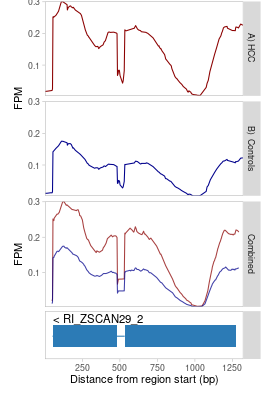 0.3
0.2
0.1
A) HCC
FPM
0.3
0.2
0.1
B) Controls
0.3
0.2
0.1
Combined
FPM
< RI_ZSCAN29_2
250 500 750 1000 1250
Distance from region start (bp)